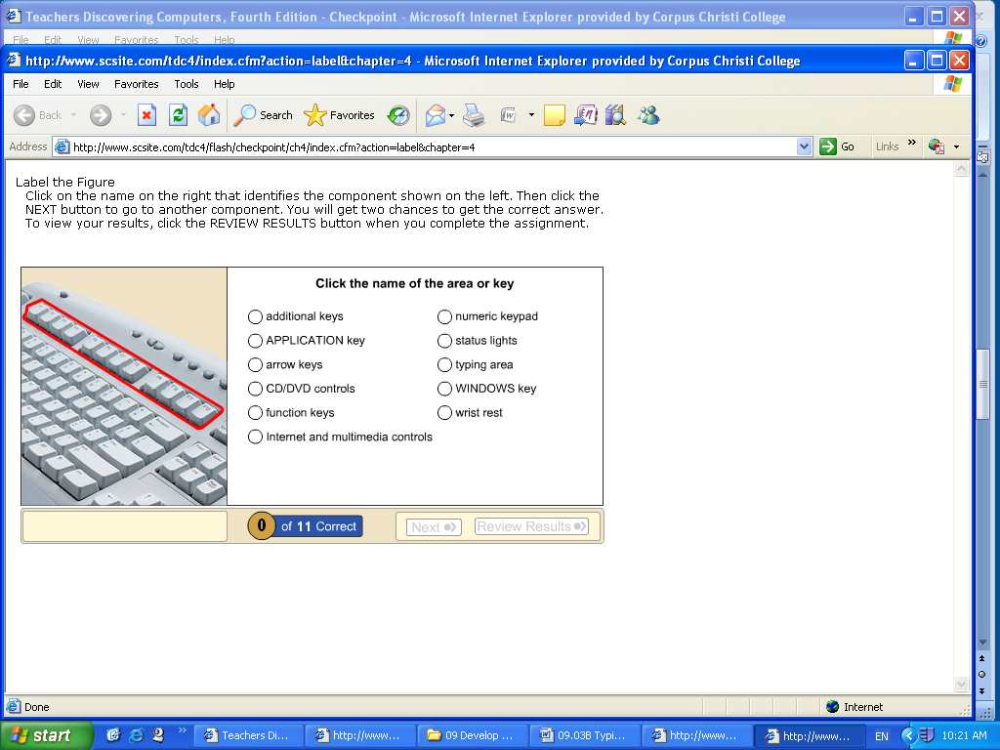 Teachers Discovering Computers, Fourth Edition - Checkpoint - Microsoft Internet Explorer provided by Corpus Christi College
File Edit View Favorites Tools Help
http://www.scsite.com/tdc4/index.cfm?action=label&chapter=4 - Microsoft Internet Explorer provided by Corpus Christi College
File Edit View Favorites Tools Help
Back Search Favorites
Address http://www.scsite.com/tdc4/flash/checkpoint/ch4/index.cfm?action=label&chapter=4 Go Links »
Label the Figure
Click on the name on the right that identifies the component shown on the left. Then click the
NEXT button to go to another component. You will get two chances to get the correct answer.
To view your results, click the REVIEW RESULTS button when you complete the assignment.
Click the name of the area or key
additional keys
APPLICATION key
arrow keys
CD/DVD controls
function keys
Internet and multimedia controls
numeric keypad
status lights
typing area
WINDOWS key
wrist rest
0 of 11 Correct
Next
Review Results
Done Internet
start » Teachers Di... http://www... 09 Develop ... 09.03B Typi... http://www... http://www... EN 10:21 AM